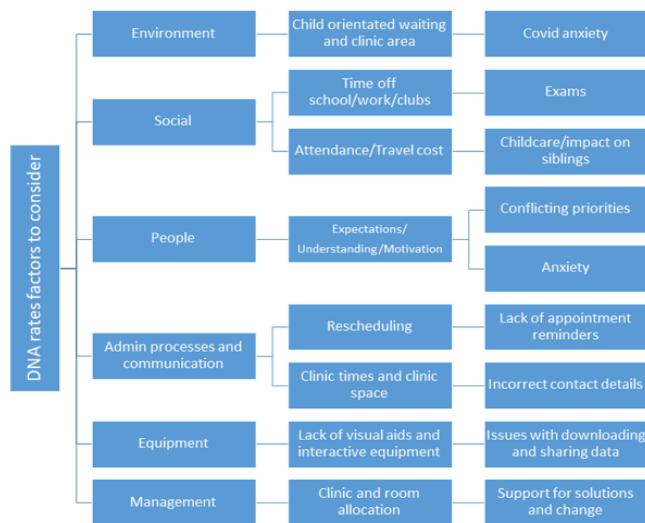 DNA rates factors to consider
Environment
Child orientated waiting
and clinic area
Covid anxiety
Social
Time off
school/work/clubs
Exams
Attendance/Travel cost
Childcare/impact on
siblings
People
Expectations/
Understanding/Motivation
Conflicting priorities
Anxiety
Admin processes and
communication
Rescheduling
Lack of appointment
reminders
Clinic times and clinic
space
Incorrect contact details
Equipment
Lack of visual aids and
interactive equipment
Issues with downloading
and sharing data
Management
Clinic and room
allocation
Support for solutions
and change